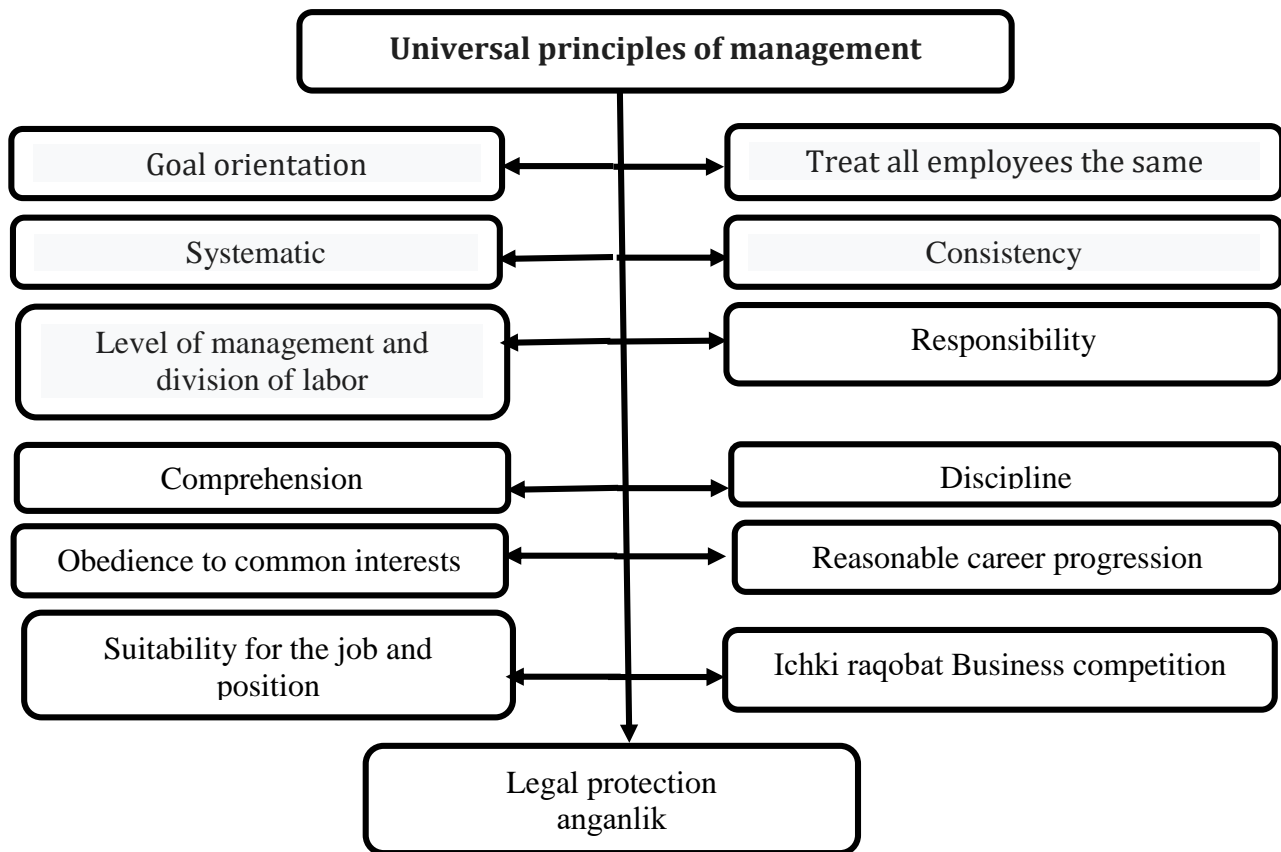 Universal principles of management
Goal orientation
Treat all employees the same
Systematic
Consistency
Level of management and
division of labor
Responsibility
Comprehension
Discipline
Obedience to common interests
Reasonable career progression
Suitability for the job and
position
Ichki raqobat Business competition
Legal protection
anganlik